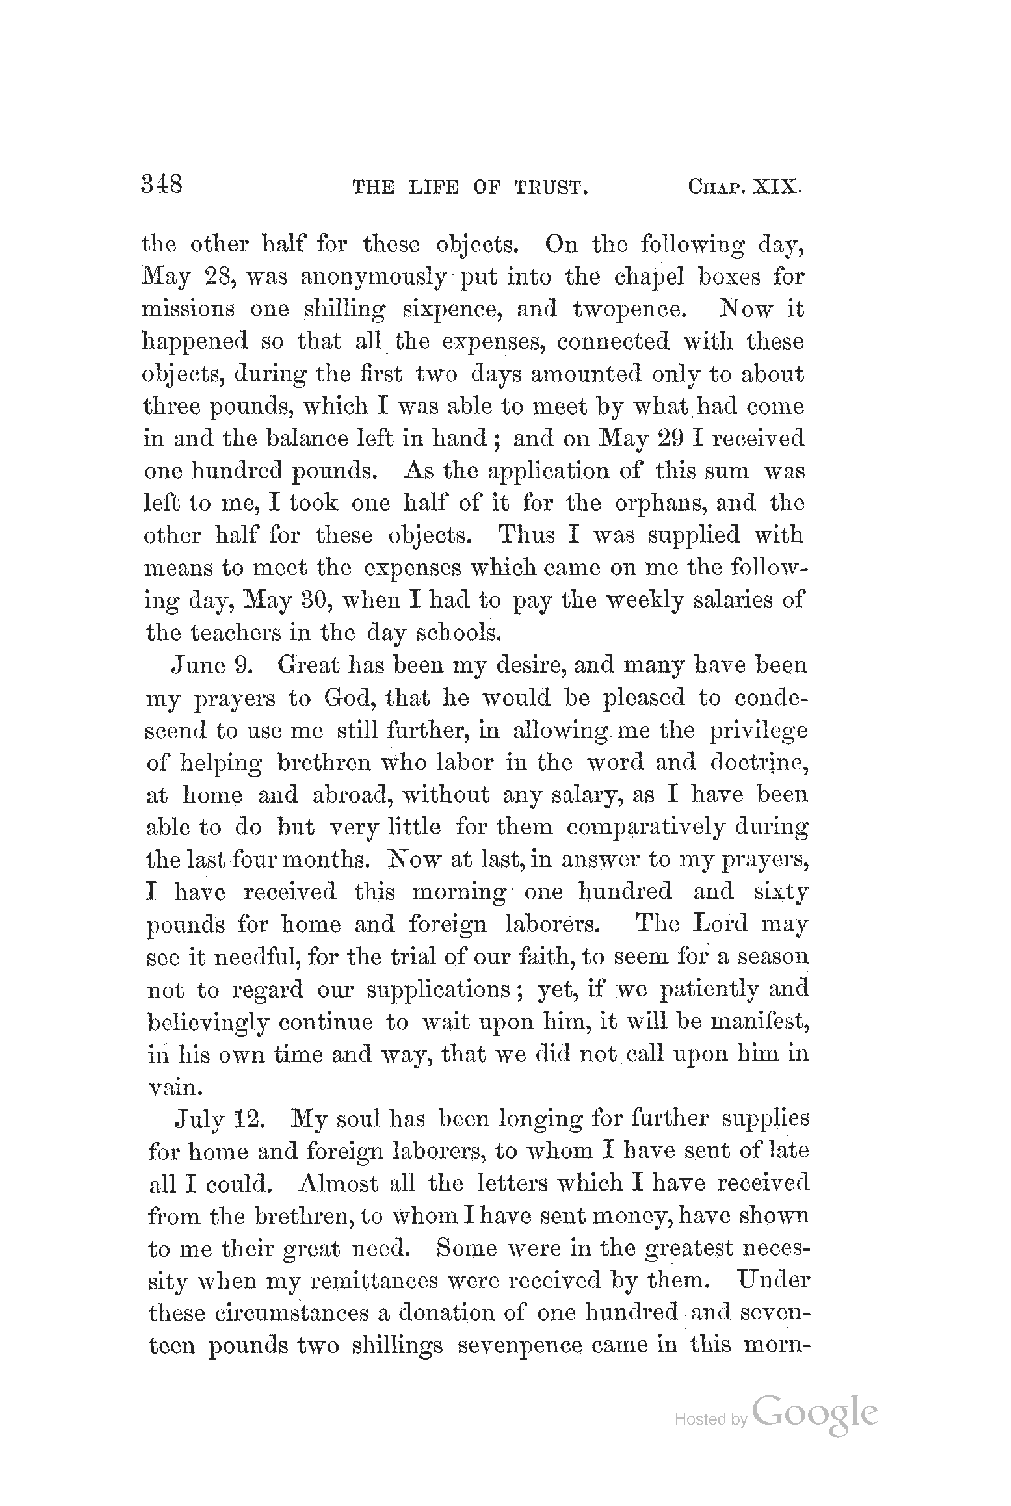 348 THE LIFE OF TRUST. CHAP. XIX.
the other half for these objects. On the following day,
May 28, was anonymously put into the chapel boxes for
missions one shilling sixpence, and twopence. Now it
happened so that all the expenses, connected with these
objects, during the first two days amounted only to about
three pounds, which I was able to meet by what had come
in and the balance left in hand; and on May 29 I received
one hundred pounds. As the application of this sum was
left to me, I took one half of it for the orphans, and the
other half for these objects. Thus I was supplied with
means to meet the expenses which came on me the follow-
ing day, May 30, when I had to pay the weekly salaries of
the teachers in the day schools.
June 9. Great has been my desire, and many have been
my prayers to God, that he would be pleased to conde-
scend to use me still further, in allowing me the privilege
of helping brethren who labor in the word and doctrine,
at home and abroad, without any salary, as I have been
able to do but very little for them comparatively during
the last four months. Now at last, in answer to my prayers,
I have received this morning one hundred and sixty
pounds for home and foreign laborers. The Lord may
see it needful, for the trial of our faith, to seem for a season
not to regard our supplications; yet, if we patiently and
believingly continue to wait upon him, it will be manifest,
in his own time and way, that we did not call upon him in
vain.
July 12. My soul has been longing for further supplies
for home and foreign laborers, to whom I have sent of late
all I could. Almost all the letters which I have received
from the brethren, to whom I have sent money, have shown
to me their great need. Some were in the greatest neces-
sity when my remittances were received by them. Under
these circumstances a donation of one hundred and seven-
teen pounds two shillings sevenpence came in this morn-
Hosted by Google